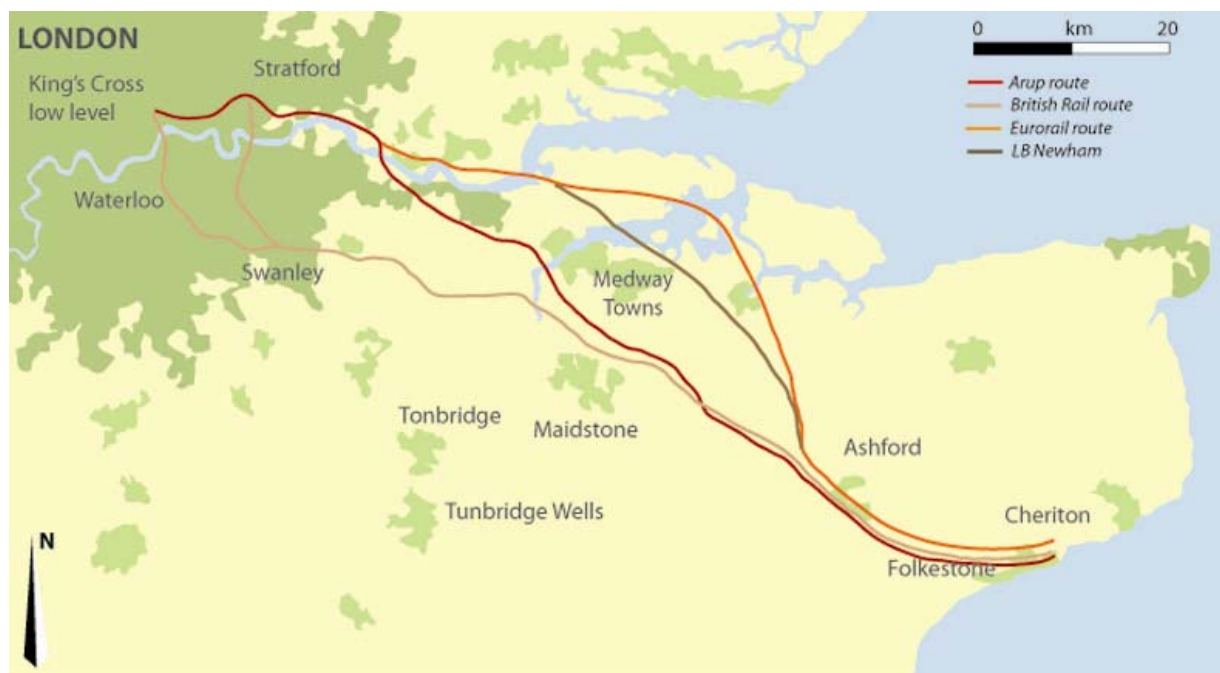 LONDON
King's Cross
low level
Stratford
Waterloo
Swanley
Medway
Towns
Tonbridge
Maidstone
Tunbridge Wells
Ashford
Cheriton
Folkestone
0 km 20
Arup route
British Rail route
Eurorail route
LB Newham
N